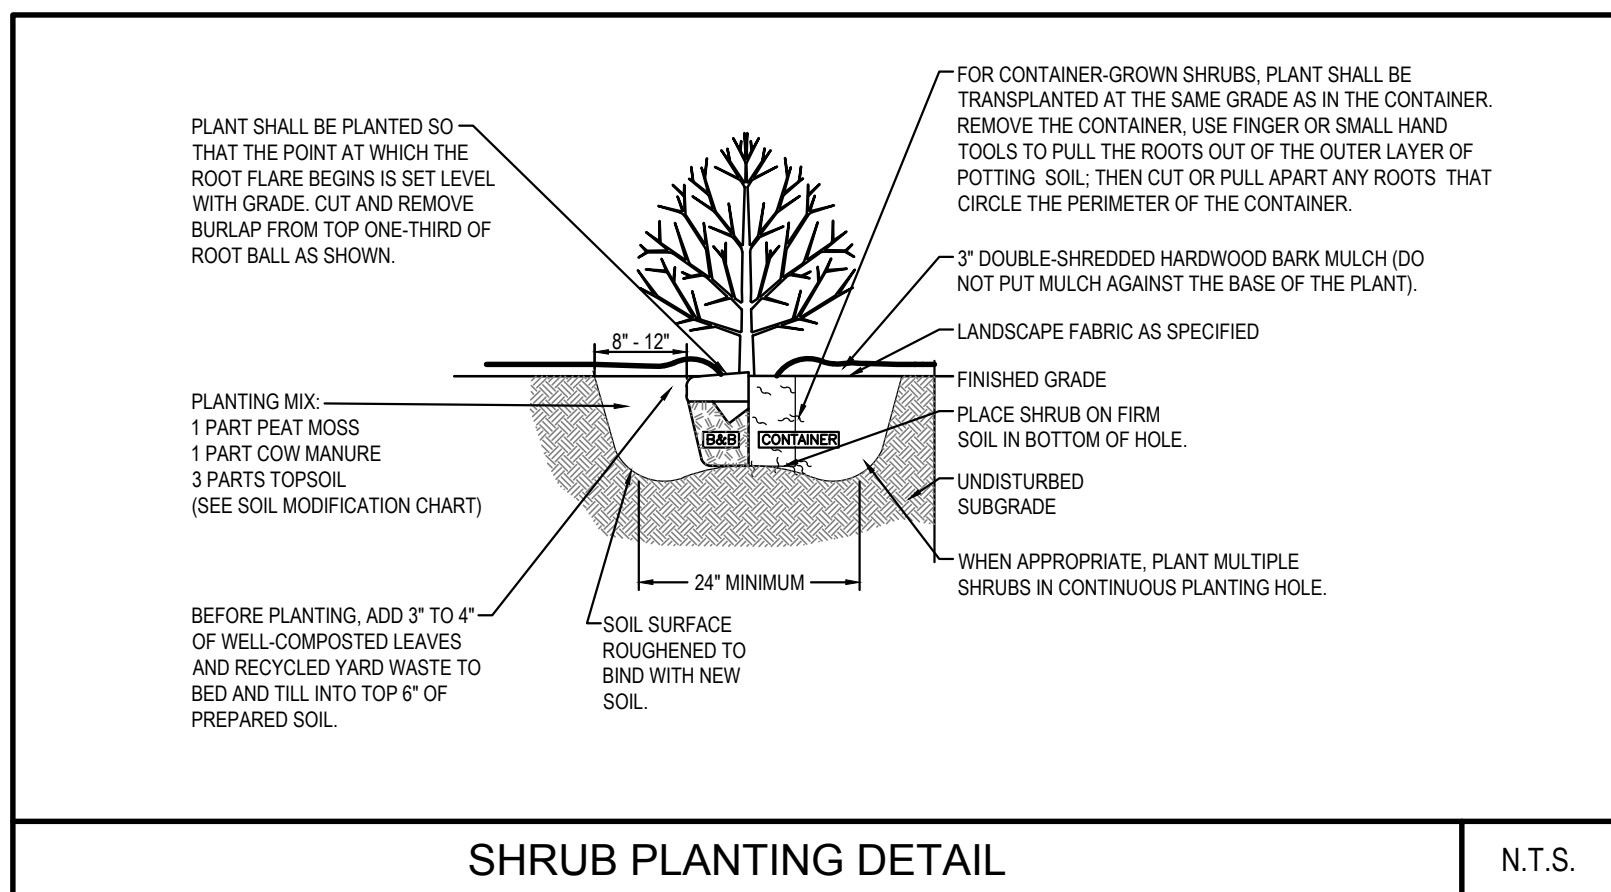 PLANT SHALL BE PLANTED SO
THAT THE POINT AT WHICH THE
ROOT FLARE BEGINS IS SET LEVEL
WITH GRADE. CUT AND REMOVE
BURLAP FROM TOP ONE-THIRD OF
ROOT BALL AS SHOWN.
FOR CONTAINER-GROWN SHRUBS, PLANT SHALL BE
TRANSPLANTED AT THE SAME GRADE AS IN THE CONTAINER.
REMOVE THE CONTAINER, USE FINGER OR SMALL HAND
TOOLS TO PULL THE ROOTS OUT OF THE OUTER LAYER OF
POTTING SOIL; THEN CUT OR PULL APART ANY ROOTS THAT
CIRCLE THE PERIMETER OF THE CONTAINER.
3" DOUBLE-SHREDDED HARDWOOD BARK MULCH (DO
NOT PUT MULCH AGAINST THE BASE OF THE PLANT).
LANDSCAPE FABRIC AS SPECIFIED
8" - 12"
FINISHED GRADE
PLANTING MIX:
1 PART PEAT MOSS
1 PART COW MANURE
3 PARTS TOPSOIL
(SEE SOIL MODIFICATION CHART)
B&B
CONTAINER
PLACE SHRUB ON FIRM
SOIL IN BOTTOM OF HOLE.
UNDISTURBED
SUBGRADE
WHEN APPROPRIATE, PLANT MULTIPLE
SHRUBS IN CONTINUOUS PLANTING HOLE.
24" MINIMUM
BEFORE PLANTING, ADD 3" TO 4"
OF WELL-COMPOSTED LEAVES
AND RECYCLED YARD WASTE TO
BED AND TILL INTO TOP 6" OF
PREPARED SOIL.
SOIL SURFACE
ROUGHENED TO
BIND WITH NEW
SOIL.
SHRUB PLANTING DETAIL
N.T.S.